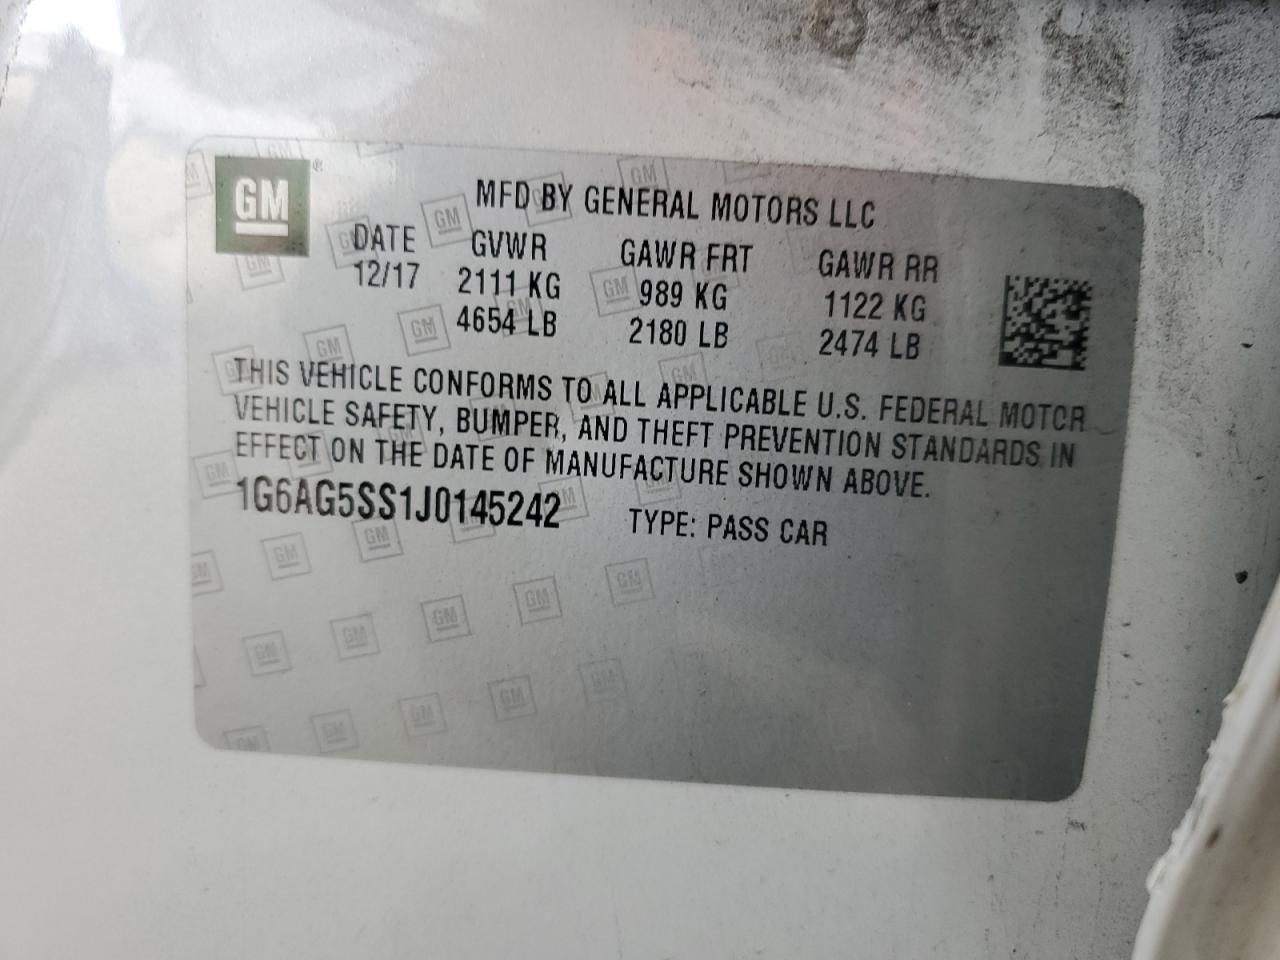 GM®
MFD BY GENERAL MOTORS LLC
DATE GVWR GAWR FRT GAWR RR
12/17 2111 KG 989 KG 1122 KG
4654 LB 2180 LB 2474 LB
THIS VEHICLE CONFORMS TO ALL APPLICABLE U.S. FEDERAL MOTOR
VEHICLE SAFETY, BUMPER, AND THEFT PREVENTION STANDARDS IN
EFFECT ON THE DATE OF MANUFACTURE SHOWN ABOVE.
1G6AG5SS1J0145242 TYPE: PASS CAR